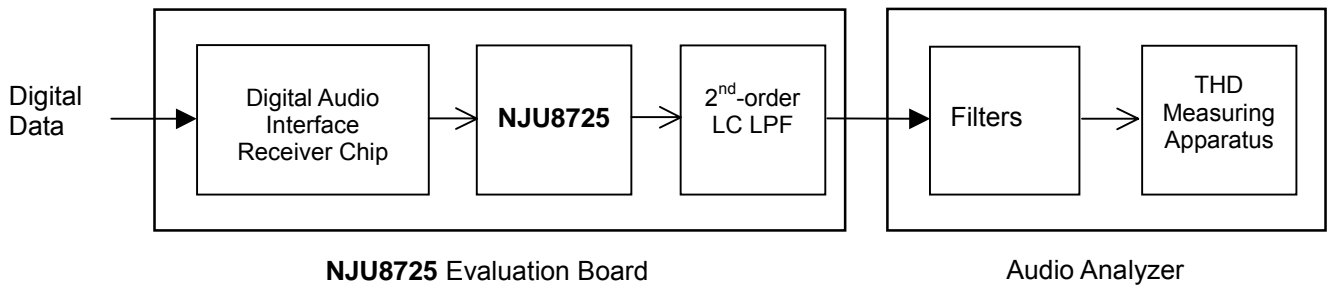 Digital
Data
Digital Audio
Interface
Receiver Chip
NJU8725
2nd-order
LC LPF
Filters
THD
Measuring
Apparatus
NJU8725 Evaluation Board
Audio Analyzer